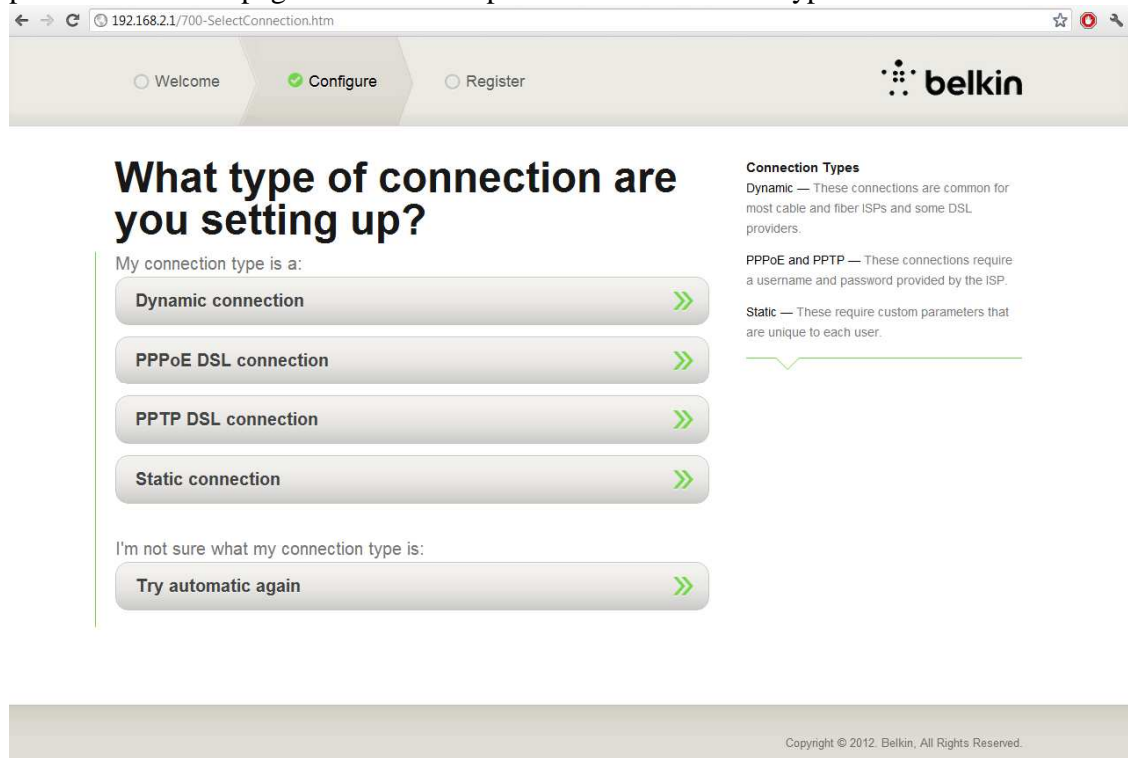 192.168.2.1/700-SelectConnection.htm
Welcome
Configure
Register
belkin
What type of connection are
you setting up?
My connection type is a:
Dynamic connection
PPPoE DSL connection
PPTP DSL connection
Static connection
I'm not sure what my connection type is:
Try automatic again
Connection Types
Dynamic — These connections are common for
most cable and fiber ISPs and some DSL
providers.
PPPoE and PPTP — These connections require
a username and password provided by the ISP.
Static — These require custom parameters that
are unique to each user.
Copyright © 2012. Belkin, All Rights Reserved.